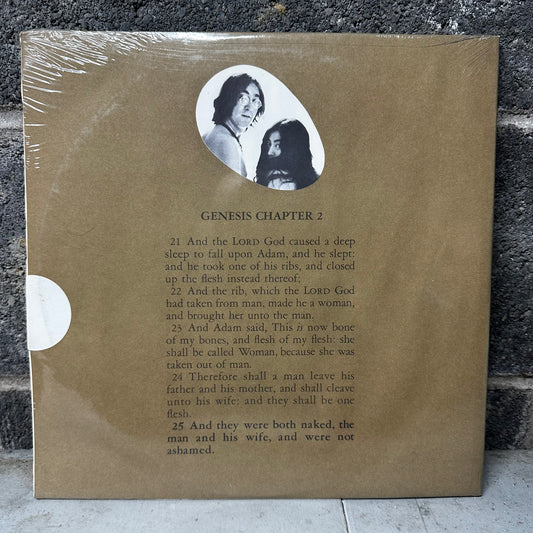 GENESIS CHAPTER 2
21 And the LORD God caused a deep
sleep to fall upon Adam, and he slept:
and he took one of his ribs, and closed
up the flesh instead thereof;
22 And the rib, which the LORD God
had taken from man, made he a woman,
and brought her unto the man.
23 And Adam said, This is now bone
of my bones, and flesh of my flesh: she
shall be called Woman, because she was
taken out of man.
24 Therefore shall a man leave his
father and his mother, and shall cleave
unto his wife: and they shall be one
flesh.
25 And they were both naked, the
man and his wife, and were not
ashamed.